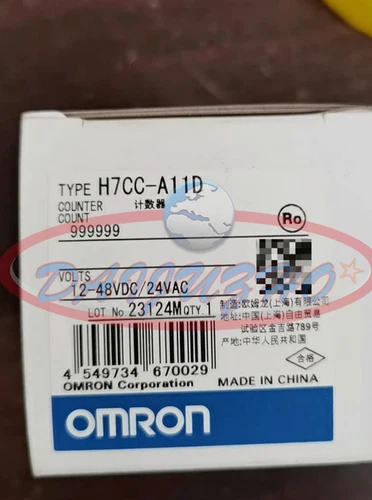 TYPE H7CC-A11D
COUNTER 计数器
COUNT
999999
Ro
VOLTS
12-48VDC/24VAC
LOT No. 23124M QTY. 1
制造:欧姆龙(上海)有限公司
地址:中国(上海)自由贸易
试验区金吉路789号
产地:中华人民共和国
合格
4 549734 670029
OMRON Corporation
MADE IN CHINA
OMRON